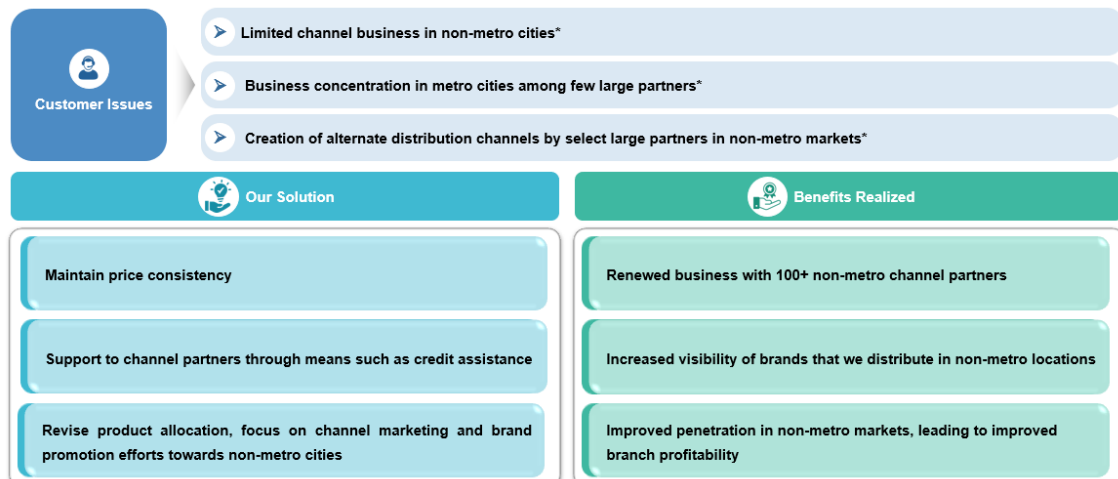 Customer Issues
Limited channel business in non-metro cities*
Business concentration in metro cities among few large partners*
Creation of alternate distribution channels by select large partners in non-metro markets*
Our Solution
Maintain price consistency
Support to channel partners through means such as credit assistance
Revise product allocation, focus on channel marketing and brand
promotion efforts towards non-metro cities
Benefits Realized
Renewed business with 100+ non-metro channel partners
Increased visibility of brands that we distribute in non-metro locations
Improved penetration in non-metro markets, leading to improved
branch profitability